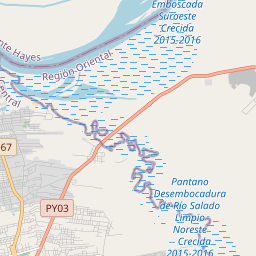 Emboscada
Suroeste
Crecida
2015-2016
nte Hayes
Región Oriental
Central
67
PY03
Pantano
Desembocadura
de Río Salado
Limpio
Noreste
-- Crecida
2015-2016